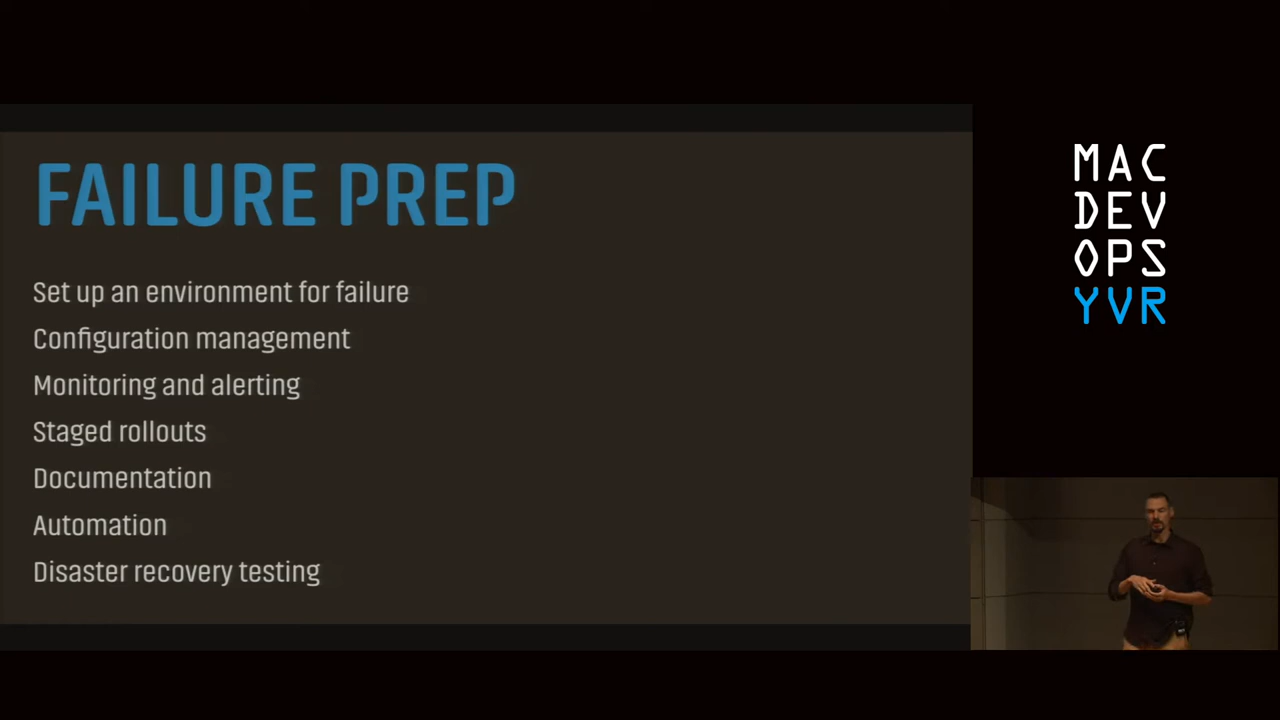 FAILURE PREP
Set up an environment for failure
Configuration management
Monitoring and alerting
Staged rollouts
Documentation
Automation
Disaster recovery testing
MAC
DEV
OPS
YVR